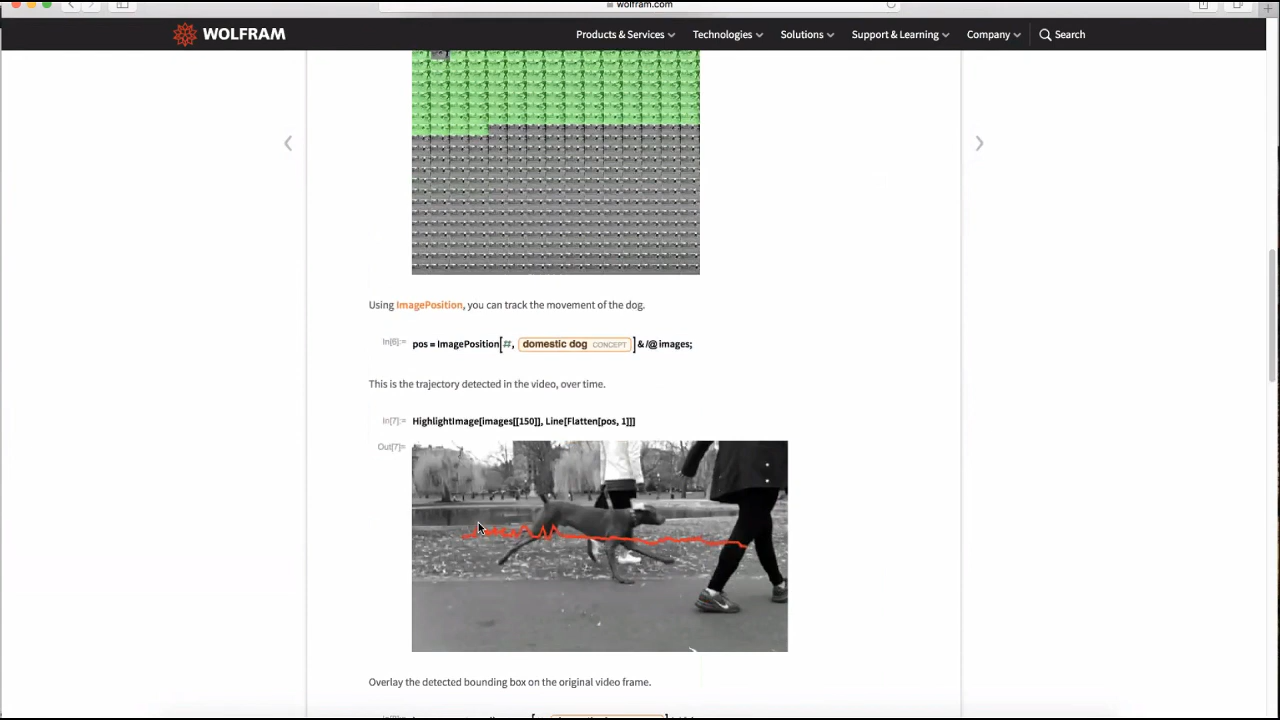 wolfram.com
WOLFRAM
Products & Services
Technologies
Solutions
Support & Learning
Company
Search
Using ImagePosition, you can track the movement of the dog.
In[6]:= pos = ImagePosition[#, domestic dog CONCEPT] & /@ images;
This is the trajectory detected in the video, over time.
In[7]:= HighlightImage[images[[150]], Line[Flatten[pos, 1]]]
Out[7]=
Overlay the detected bounding box on the original video frame.